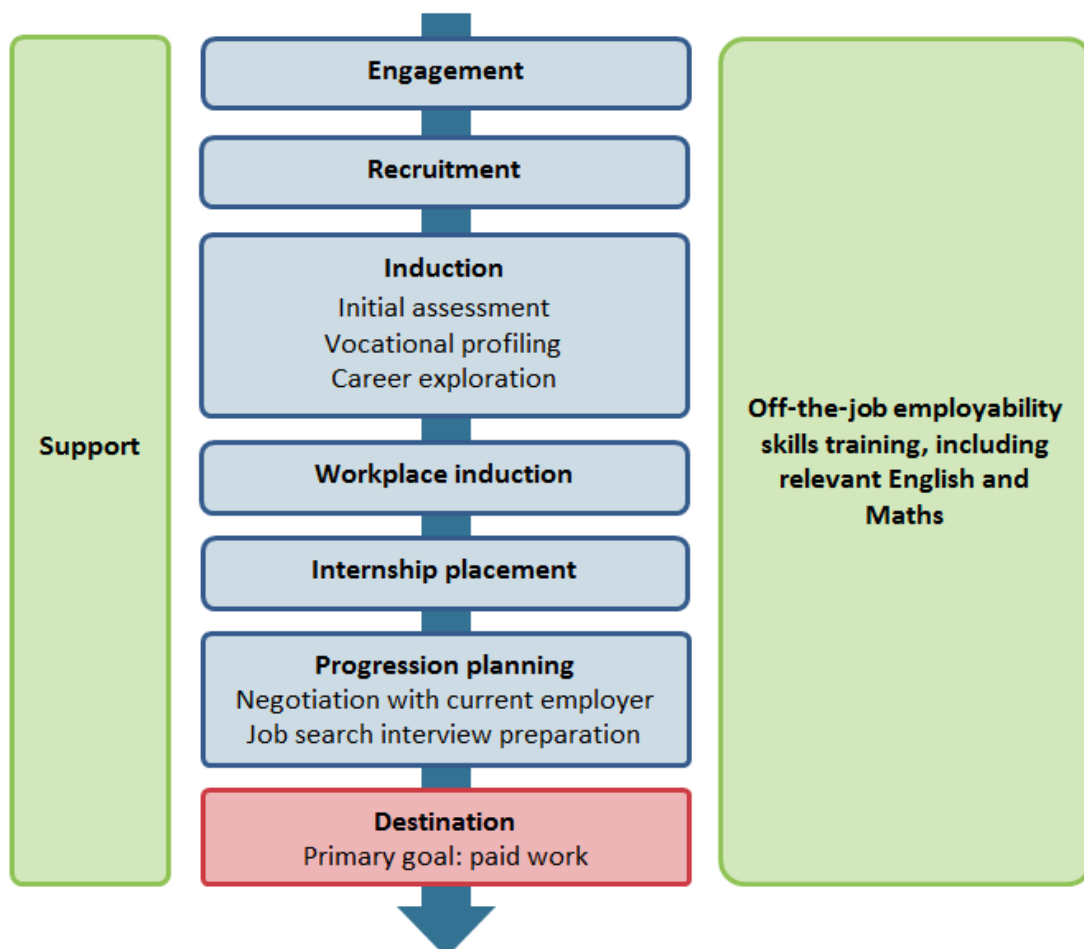 Support
Engagement
Recruitment
Induction
Initial assessment
Vocational profiling
Career exploration
Workplace induction
Internship placement
Progression planning
Negotiation with current employer
Job search interview preparation
Destination
Primary goal: paid work
Off-the-job employability
skills training, including
relevant English and
Maths